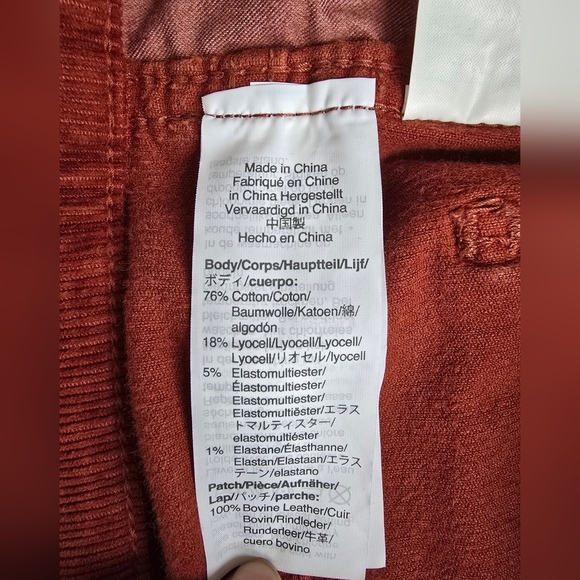 Made in China
Fabriqué en Chine
in China Hergestellt
Vervaardigd in China
中国製
Hecho en China
Body/Corps/Hauptteil/Lijf/
ボディ/cuerpo:
76% Cotton/Coton/
Baumwolle/Katoen/綿/
algodón
18% Lyocell/Lyocell/Lyocell/
Lyocell/リオセル/lyocell
5% Elastomultiester/
Élastomultiester/
Elastomultiester/
Elastomultiëster/エラス
トマルティスター/
elastomultiéster
1% Elastane/Élasthanne/
Elastan/Elastaan/エラス
テーン/elastano
Patch/Pièce/Aufnäher/
Lap/パッチ/parche:
100% Bovine Leather/Cuir
Bovin/Rindleder/
Runderleer/牛革/
cuero bovino